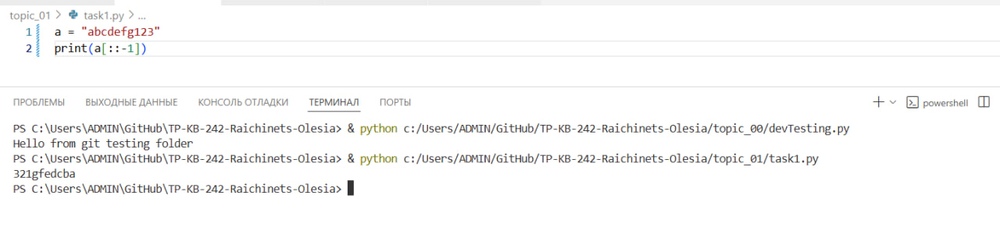 topic_01 > task1.py > ...
1 a = "abcdefg123"
2 print(a[::-1])
ПРОБЛЕМЫ ВЫХОДНЫЕ ДАННЫЕ КОНСОЛЬ ОТЛАДКИ ТЕРМИНАЛ ПОРТЫ powershell
PS C:\Users\ADMIN\GitHub\TP-KB-242-Raichinets-Olesia> & python c:/Users/ADMIN/GitHub/TP-KB-242-Raichinets-Olesia/topic_00/devTesting.py
Hello from git testing folder
PS C:\Users\ADMIN\GitHub\TP-KB-242-Raichinets-Olesia> & python c:/Users/ADMIN/GitHub/TP-KB-242-Raichinets-Olesia/topic_01/task1.py
321gfedcba
PS C:\Users\ADMIN\GitHub\TP-KB-242-Raichinets-Olesia>